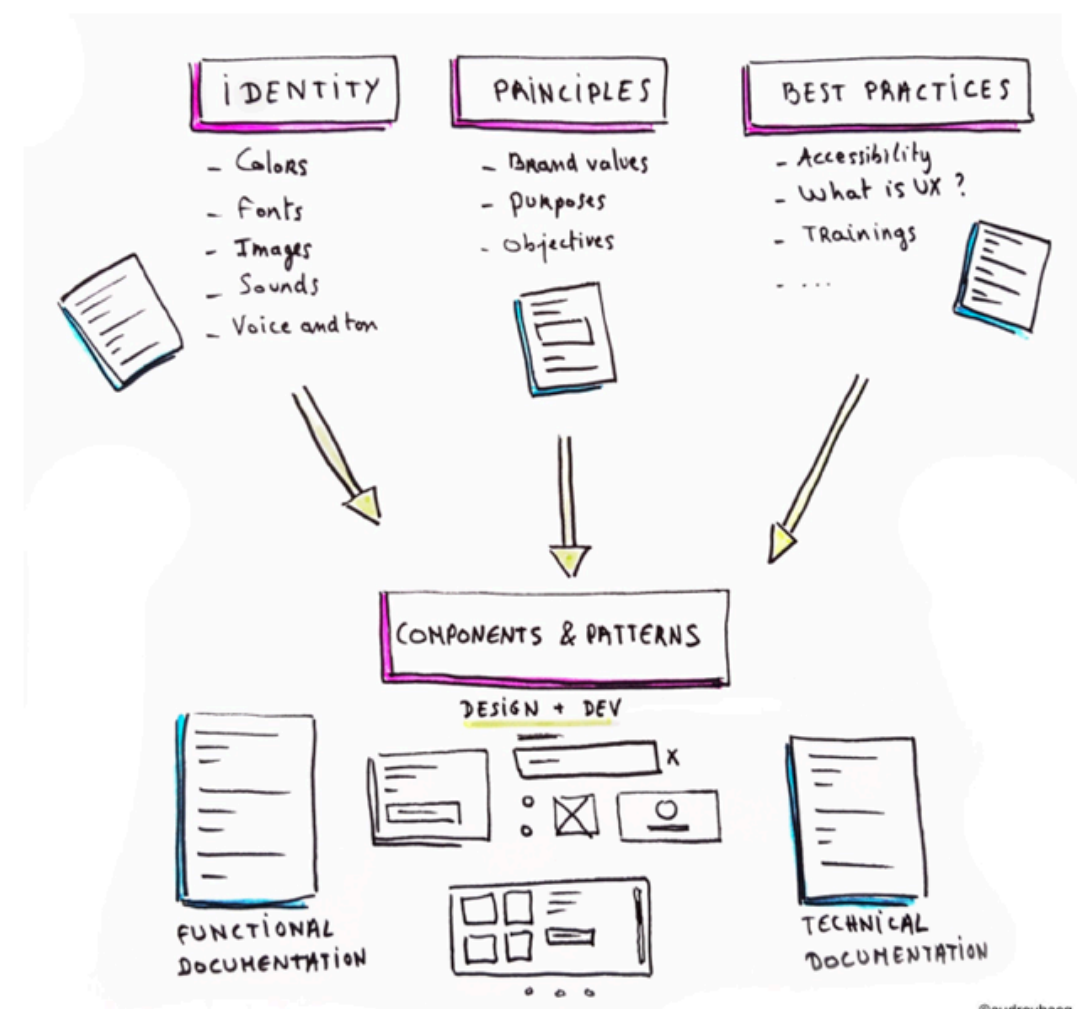 iDENTiTY
- Colors
- Fonts
- Images
- Sounds
- Voice and ton
PRiNCiPLES
- Brand values
- Purposes
- Objectives
BEST PRACTiCES
- Accessibility
- What is UX ?
- TRainings
- ...
COMPONENTS & PATTERNS
DESiGN + DEV
x
FUNCTiONAL
DOCUMENTATiON
TECHNiCAL
DOCUMENTATiON